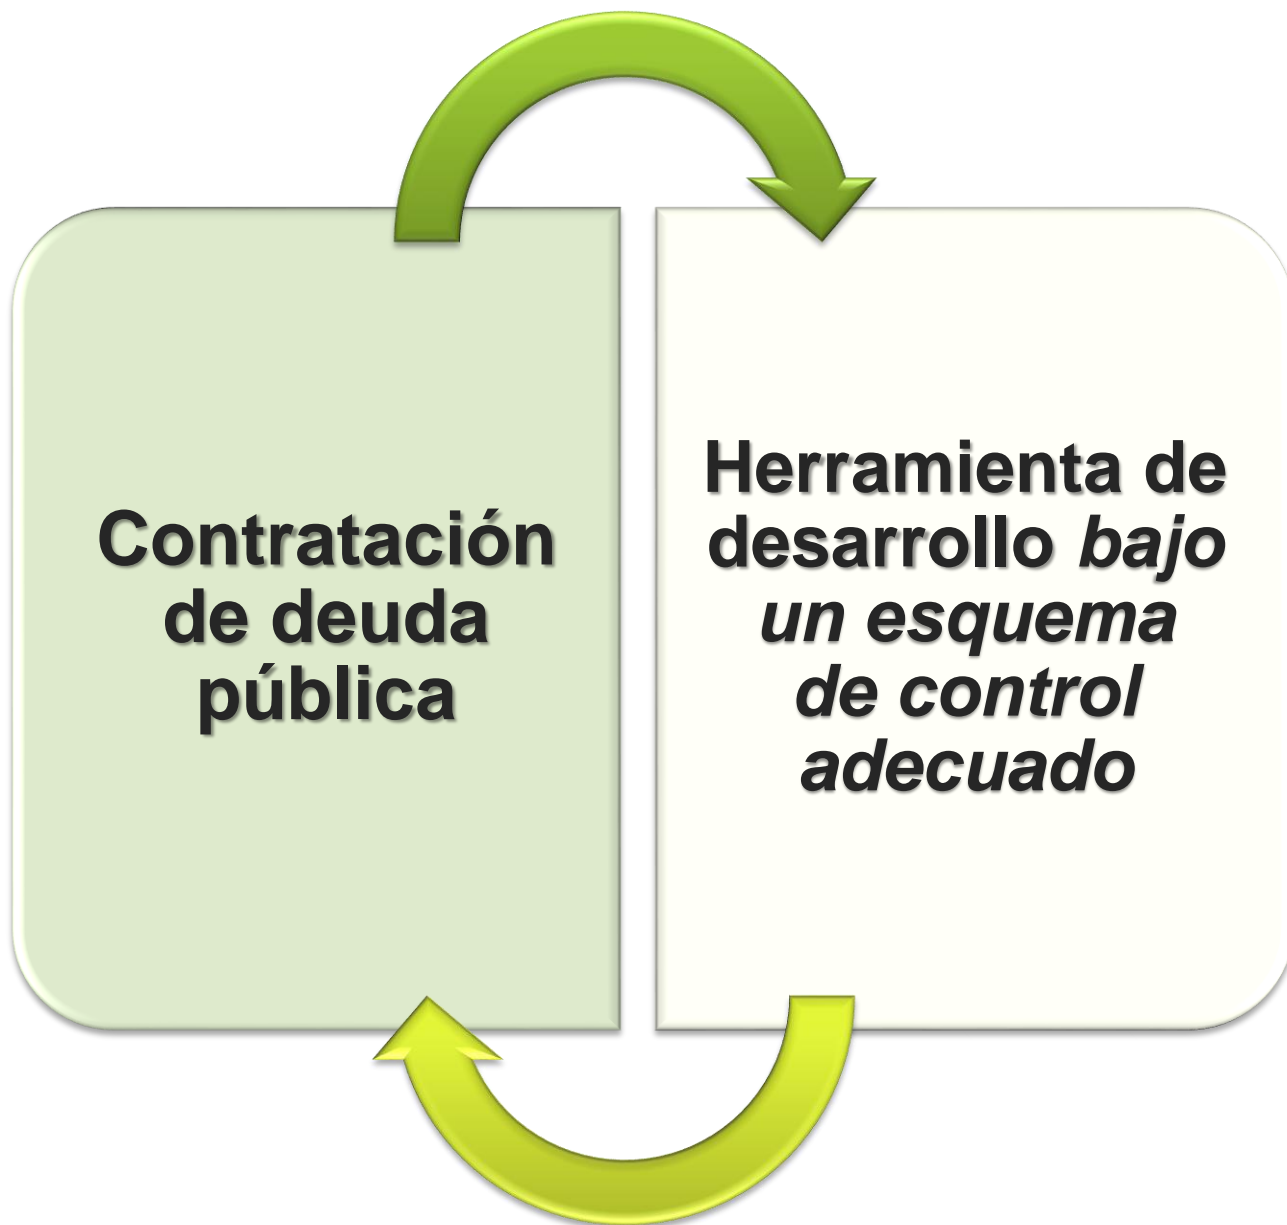 Contratación
de deuda
pública
Herramienta de
desarrollo bajo
un esquema
de control
adecuado